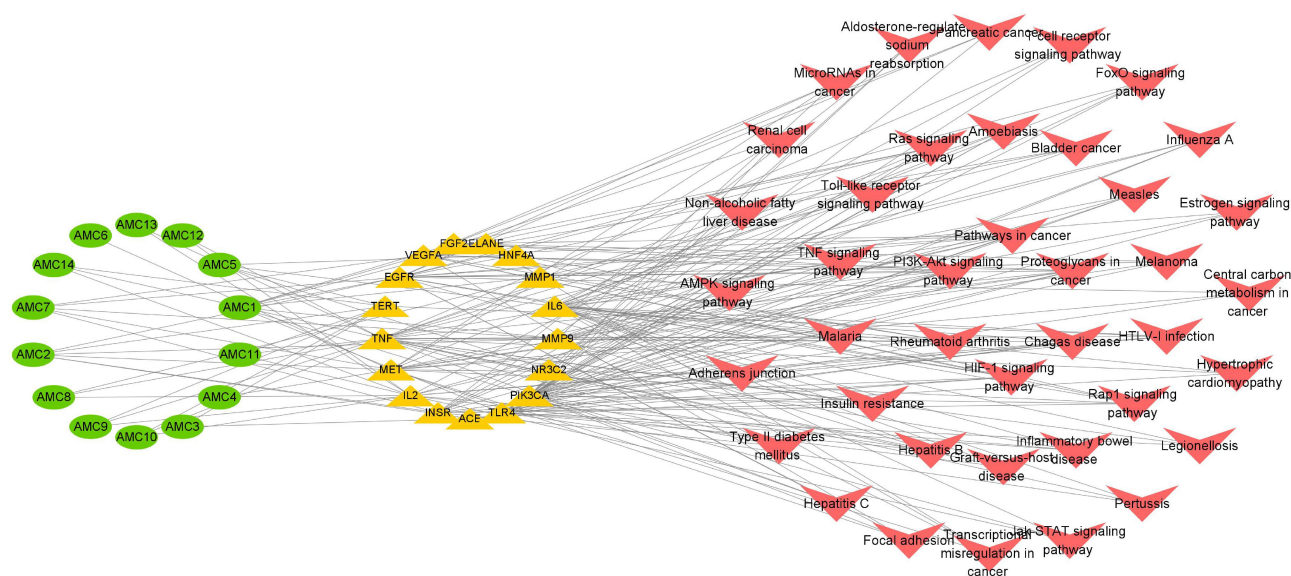 AMC13
AMC6
AMC12
AMC14
AMC5
AMC7
AMC1
AMC2
AMC11
AMC8
AMC4
AMC9
AMC10
AMC3
FGF2
ELANE
VEGFA
HNF4A
EGFR
MMP1
TERT
IL6
TNF
MMP9
MET
NR3C2
IL2
PIK3CA
INSR
ACE
TLR4
Aldosterone-regulate
sodium
reabsorption
Pancreatic cancer
T cell receptor
signaling pathway
MicroRNAs in
cancer
FoxO signaling
pathway
Renal cell
carcinoma
Ras signaling
pathway
Amoebiasis
Bladder cancer
Influenza A
Non-alcoholic fatty
liver disease
Toll-like receptor
signaling pathway
Measles
Estrogen signaling
pathway
Pathways in cancer
TNF signaling
pathway
PI3K-Akt signaling
pathway
Proteoglycans in
cancer
Melanoma
AMPK signaling
pathway
Central carbon
metabolism in
cancer
Malaria
Rheumatoid arthritis
Chagas disease
HTLV-I infection
Adherens junction
HIF-1 signaling
pathway
Hypertrophic
cardiomyopathy
Insulin resistance
Rap1 signaling
pathway
Type II diabetes
mellitus
Hepatitis B
Graft-versus-host
disease
Inflammatory bowel
disease
Legionellosis
Hepatitis C
Pertussis
Focal adhesion
Transcriptional
misregulation in
cancer
Jak-STAT signaling
pathway